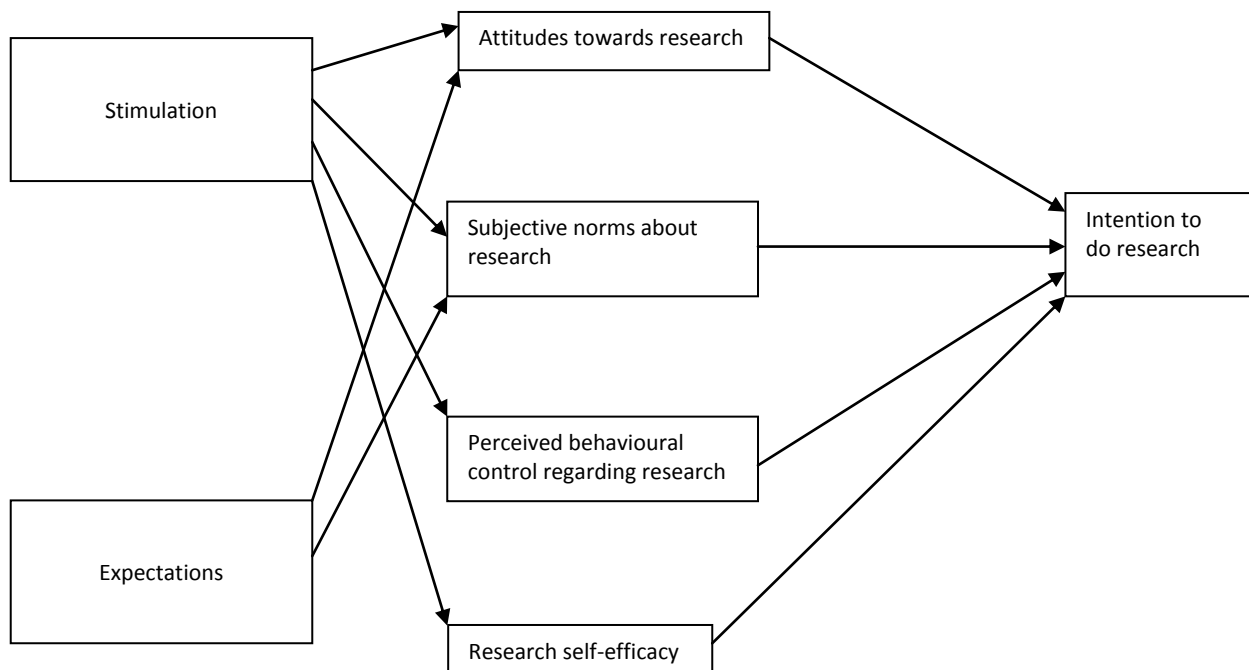 Attitudes towards research
Stimulation
Subjective norms about
research
Intention to
do research
Perceived behavioural
control regarding research
Expectations
Research self-efficacy